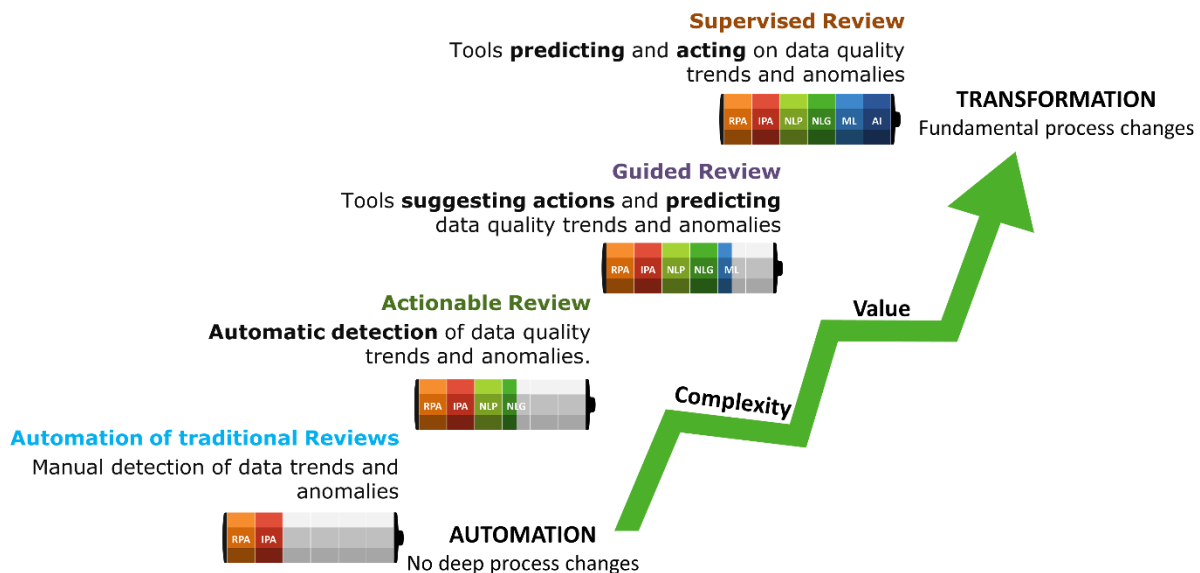 Supervised Review
Tools predicting and acting on data quality
trends and anomalies
RPA IPA NLP NLG ML AI
TRANSFORMATION
Fundamental process changes
Guided Review
Tools suggesting actions and predicting
data quality trends and anomalies
RPA IPA NLP NLG ML
Actionable Review
Automatic detection of data quality
trends and anomalies.
RPA IPA NLP NLG
Value
Complexity
Automation of traditional Reviews
Manual detection of data trends and
anomalies
RPA IPA
AUTOMATION
No deep process changes